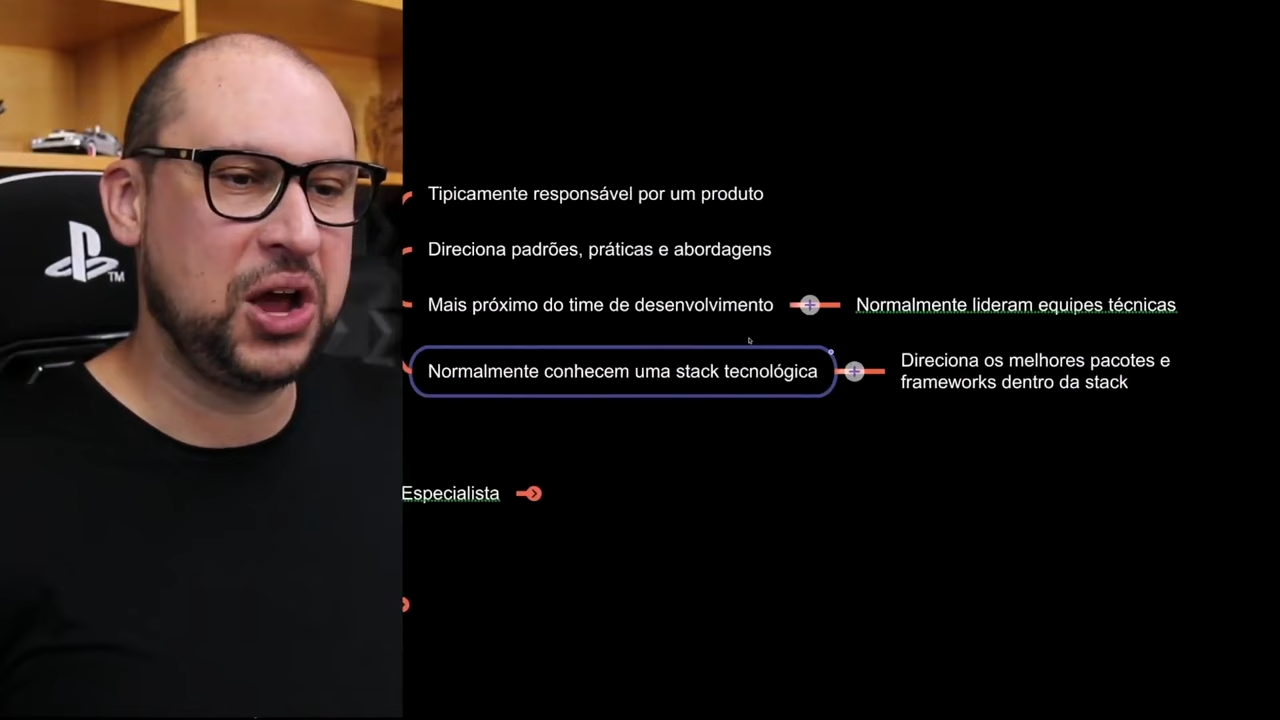 Tipicamente responsável por um produto
Direciona padrões, práticas e abordagens
Mais próximo do time de desenvolvimento
Normalmente lideram equipes técnicas
Normalmente conhecem uma stack tecnológica
Direciona os melhores pacotes e
frameworks dentro da stack
Especialista
TM